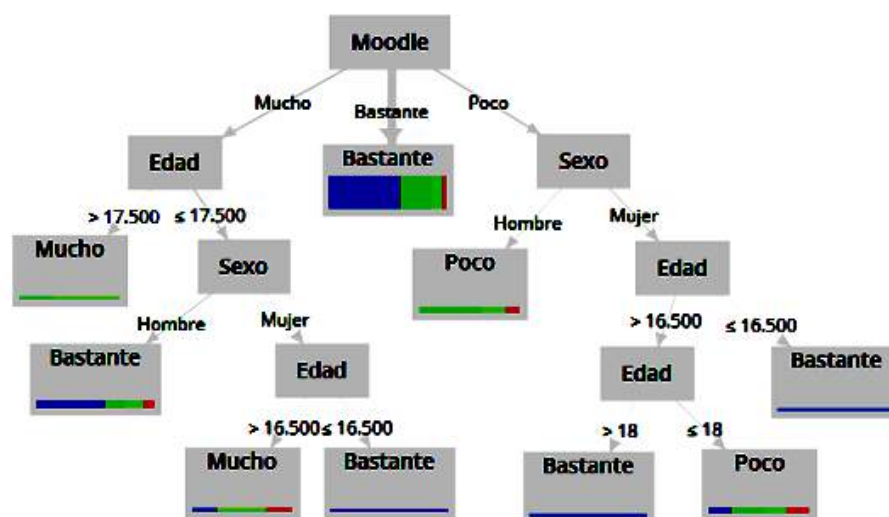 Moodle
Mucho
Bastante
Poco
Edad
Bastante
Sexo
> 17.500
≤ 17.500
Hombre
Mujer
Mucho
Sexo
Poco
Edad
Hombre
Mujer
> 16.500
≤ 16.500
Bastante
Edad
Edad
Bastante
> 16.500
≤ 16.500
> 18
≤ 18
Mucho
Bastante
Bastante
Poco